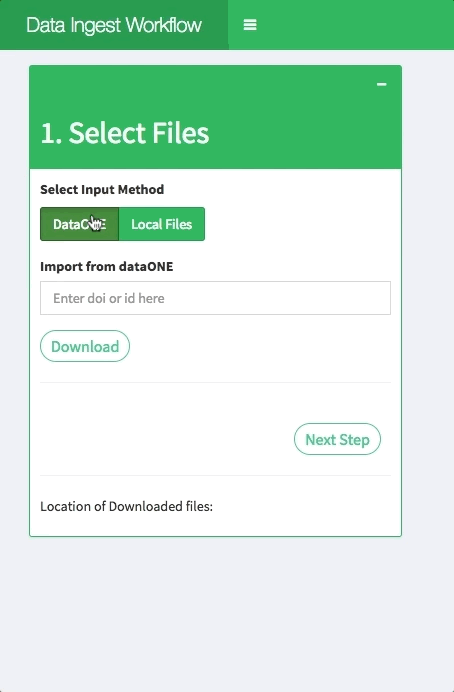 Data Ingest Workflow
1. Select Files
Select Input Method
DataONE Local Files
Import from dataONE
Enter doi or id here
Download
Next Step
Location of Downloaded files: